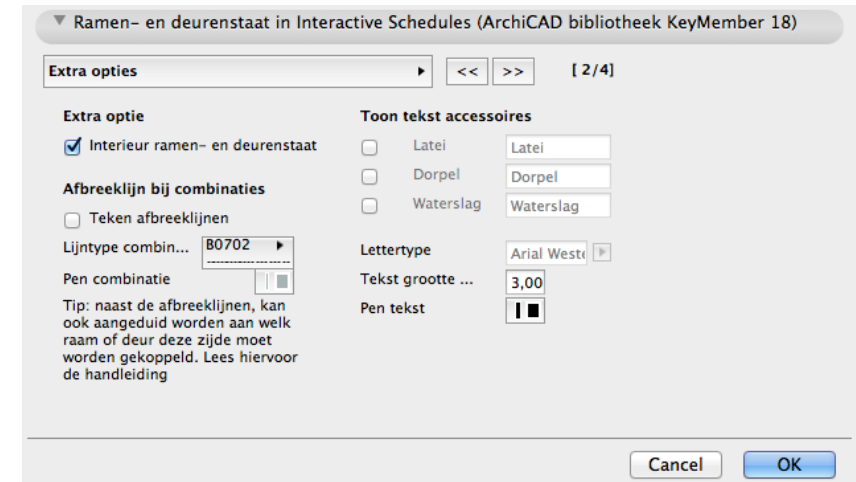 Ramen- en deurenstaat in Interactive Schedules (ArchiCAD bibliotheek KeyMember 18)
Extra opties
<<
>>
[ 2/4]
Extra optie
Interieur ramen- en deurenstaat
Afbreeklijn bij combinaties
Teken afbreeklijnen
Lijntype combin...
B0702
Pen combinatie
Tip: naast de afbreeklijnen, kan
ook aangeduid worden aan welk
raam of deur deze zijde moet
worden gekoppeld. Lees hiervoor
de handleiding
Toon tekst accessoires
Latei
Latei
Dorpel
Dorpel
Waterslag
Waterslag
Lettertype
Arial Weste
Tekst grootte ...
3,00
Pen tekst
Cancel
OK